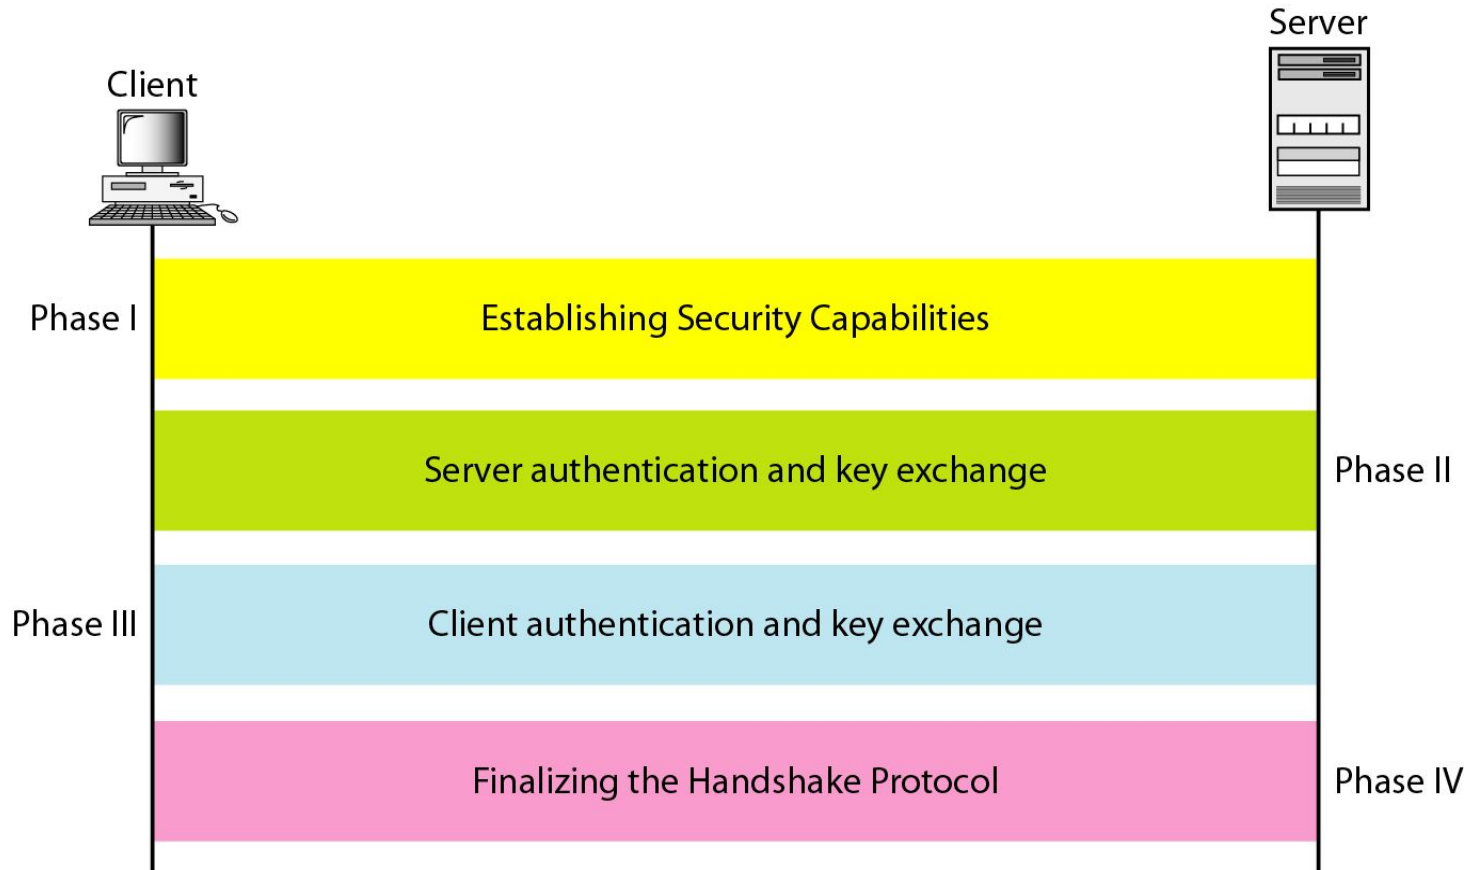 Server
Client
Phase I
Establishing Security Capabilities
Server authentication and key exchange
Phase II
Phase III
Client authentication and key exchange
Finalizing the Handshake Protocol
Phase IV